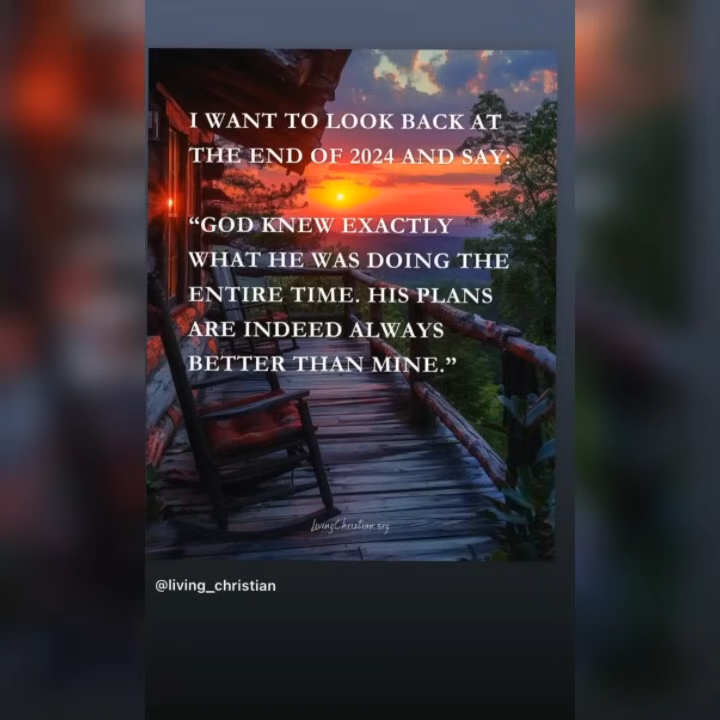 I WANT TO LOOK BACK AT
THE END OF 2024 AND SAY:
“GOD KNEW EXACTLY
WHAT HE WAS DOING THE
ENTIRE TIME. HIS PLANS
ARE INDEED ALWAYS
BETTER THAN MINE.”
LivingChristian.org
@living_christian